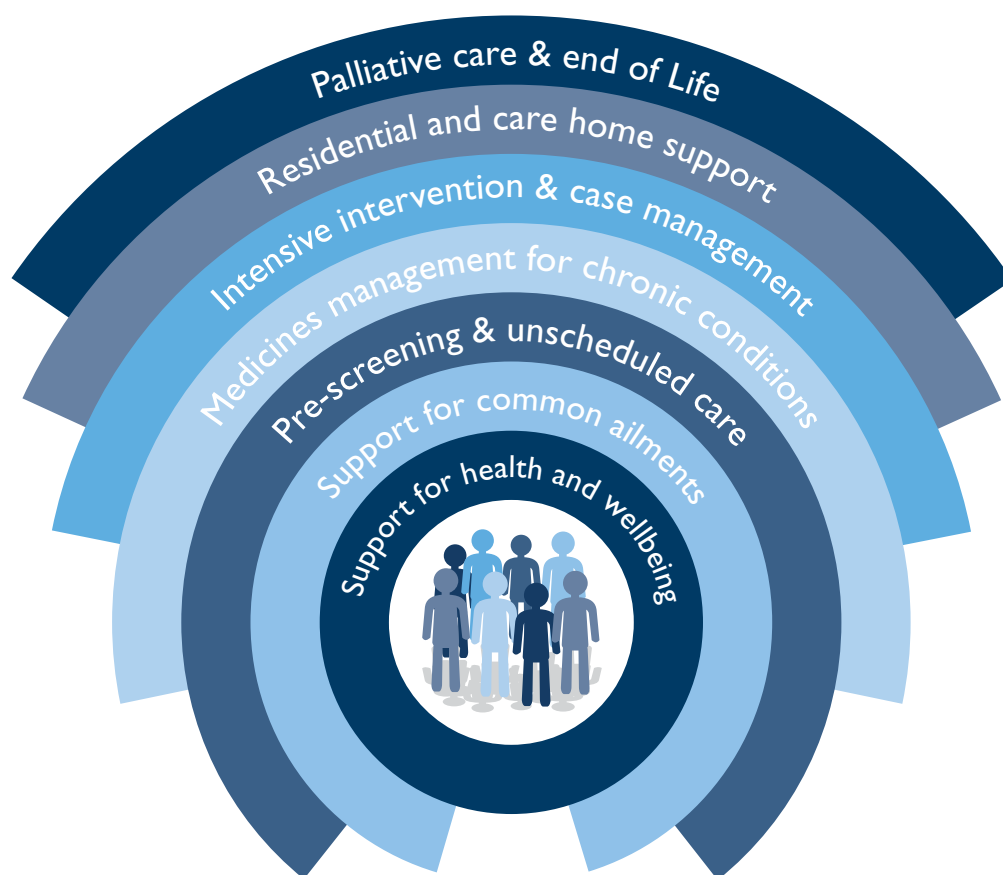 Palliative care & end of Life
Residential and care home support
Intensive intervention & case management
Medicines management for chronic conditions
Pre-screening & unscheduled care
Support for common ailments
Support for health and wellbeing